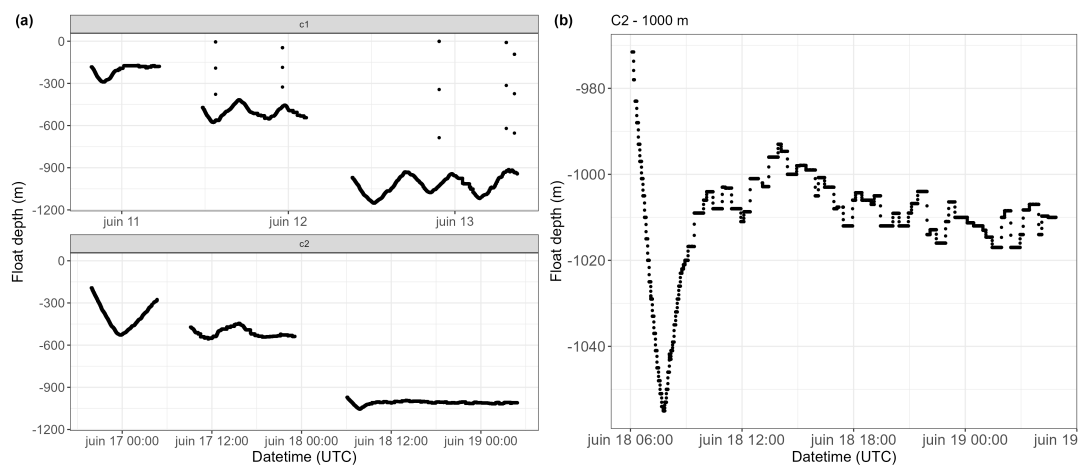 (a)
c1
0
-300
-600
-900
-1200
juin 11 juin 12 juin 13
c2
0
-300
-600
-900
-1200
juin 17 00:00 juin 17 12:00 juin 18 00:00 juin 18 12:00 juin 19 00:00
Float depth (m)
Datetime (UTC)
(b)
C2 - 1000 m
-980
-1000
-1020
-1040
Float depth (m)
juin 18 06:00 juin 18 12:00 juin 18 18:00 juin 19 00:00 juin 19
Datetime (UTC)